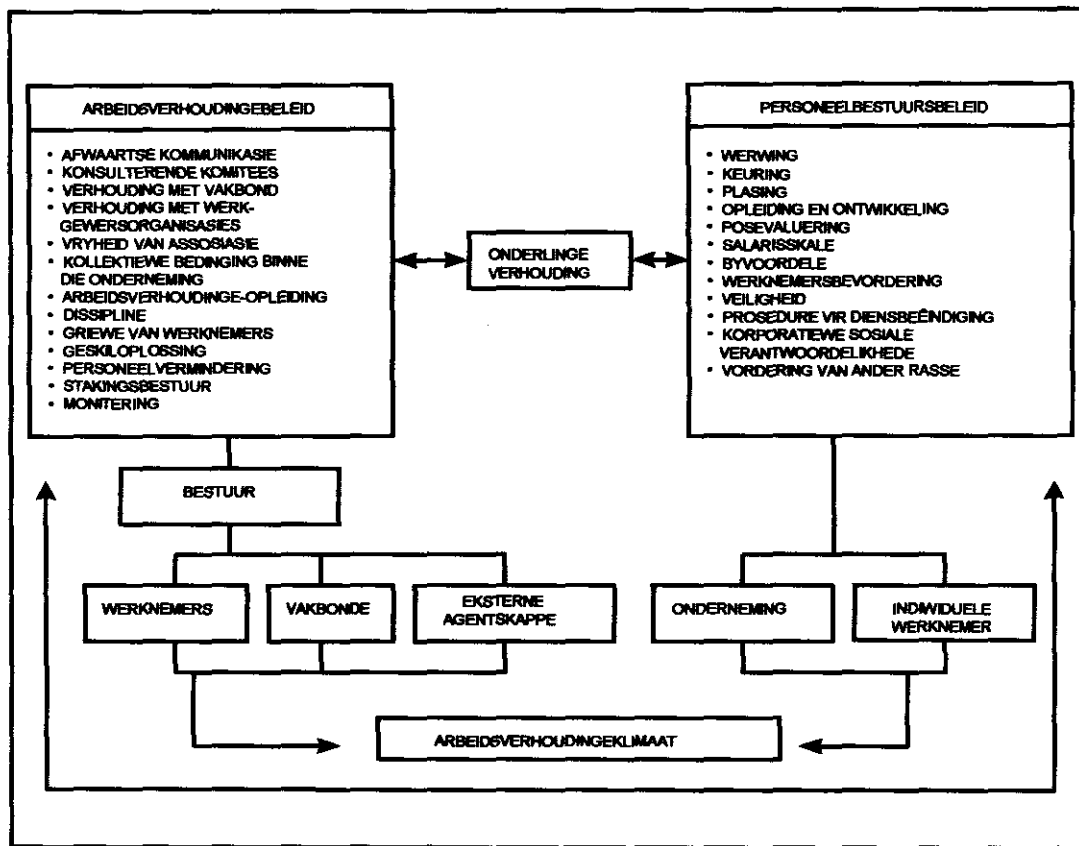 ARBEIDSVERHOUDINGEBELEID
• AFWAARTSE KOMMUNIKASIE
• KONSULTERENDE KOMITEES
• VERHOUDING MET VAKBOND
• VERHOUDING MET WERK-
GEWERSORGANISASIES
• VRYHEID VAN ASSOSIASIE
• KOLLEKTIEWE BEDINGING BINNE
DIE ONDERNEMING
• ARBEIDSVERHOUDINGE-OPLEIDING
• DISSIPLINE
• GRIEWE VAN WERKNEMERS
• GESKILOPLOSSING
• PERSONEELVERMINDERING
• STAKINGSBESTUUR
• MONITERING
ONDERLINGE
VERHOUDING
PERSONEELBESTUURSBELEID
• WERWING
• KEURING
• PLASING
• OPLEIDING EN ONTWIKKELING
• POSEVALUERING
• SALARISSKALE
• BYVOORDELE
• WERKNEMERSBEVORDERING
• VEILIGHEID
• PROSEDURE VIR DIENSBEËINDIGING
• KORPORATIEWE SOSIALE
VERANTWOORDELIKHEDE
• VORDERING VAN ANDER RASSE
BESTUUR
WERKNEMERS
VAKBONDE
EKSTERNE
AGENTSKAPPE
ONDERNEMING
INDIWIDUELE
WERKNEMER
ARBEIDSVERHOUDINGEKLIMAAT